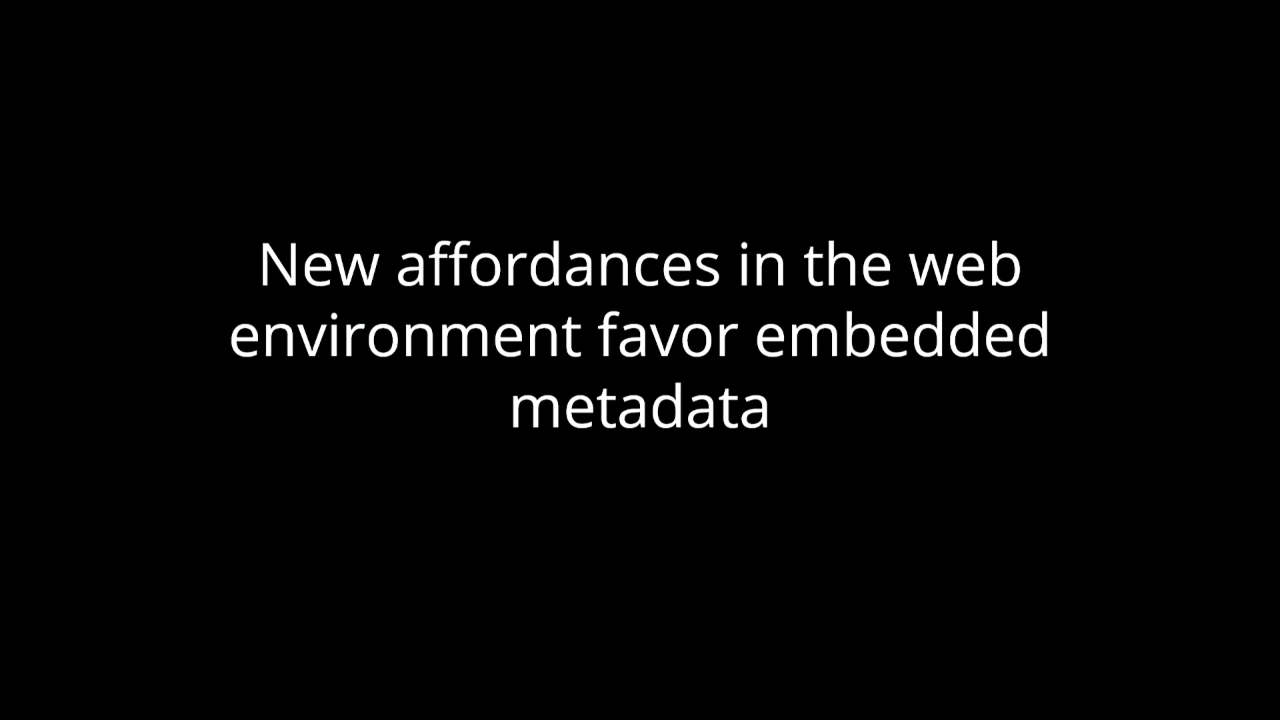 New affordances in the web
environment favor embedded
metadata